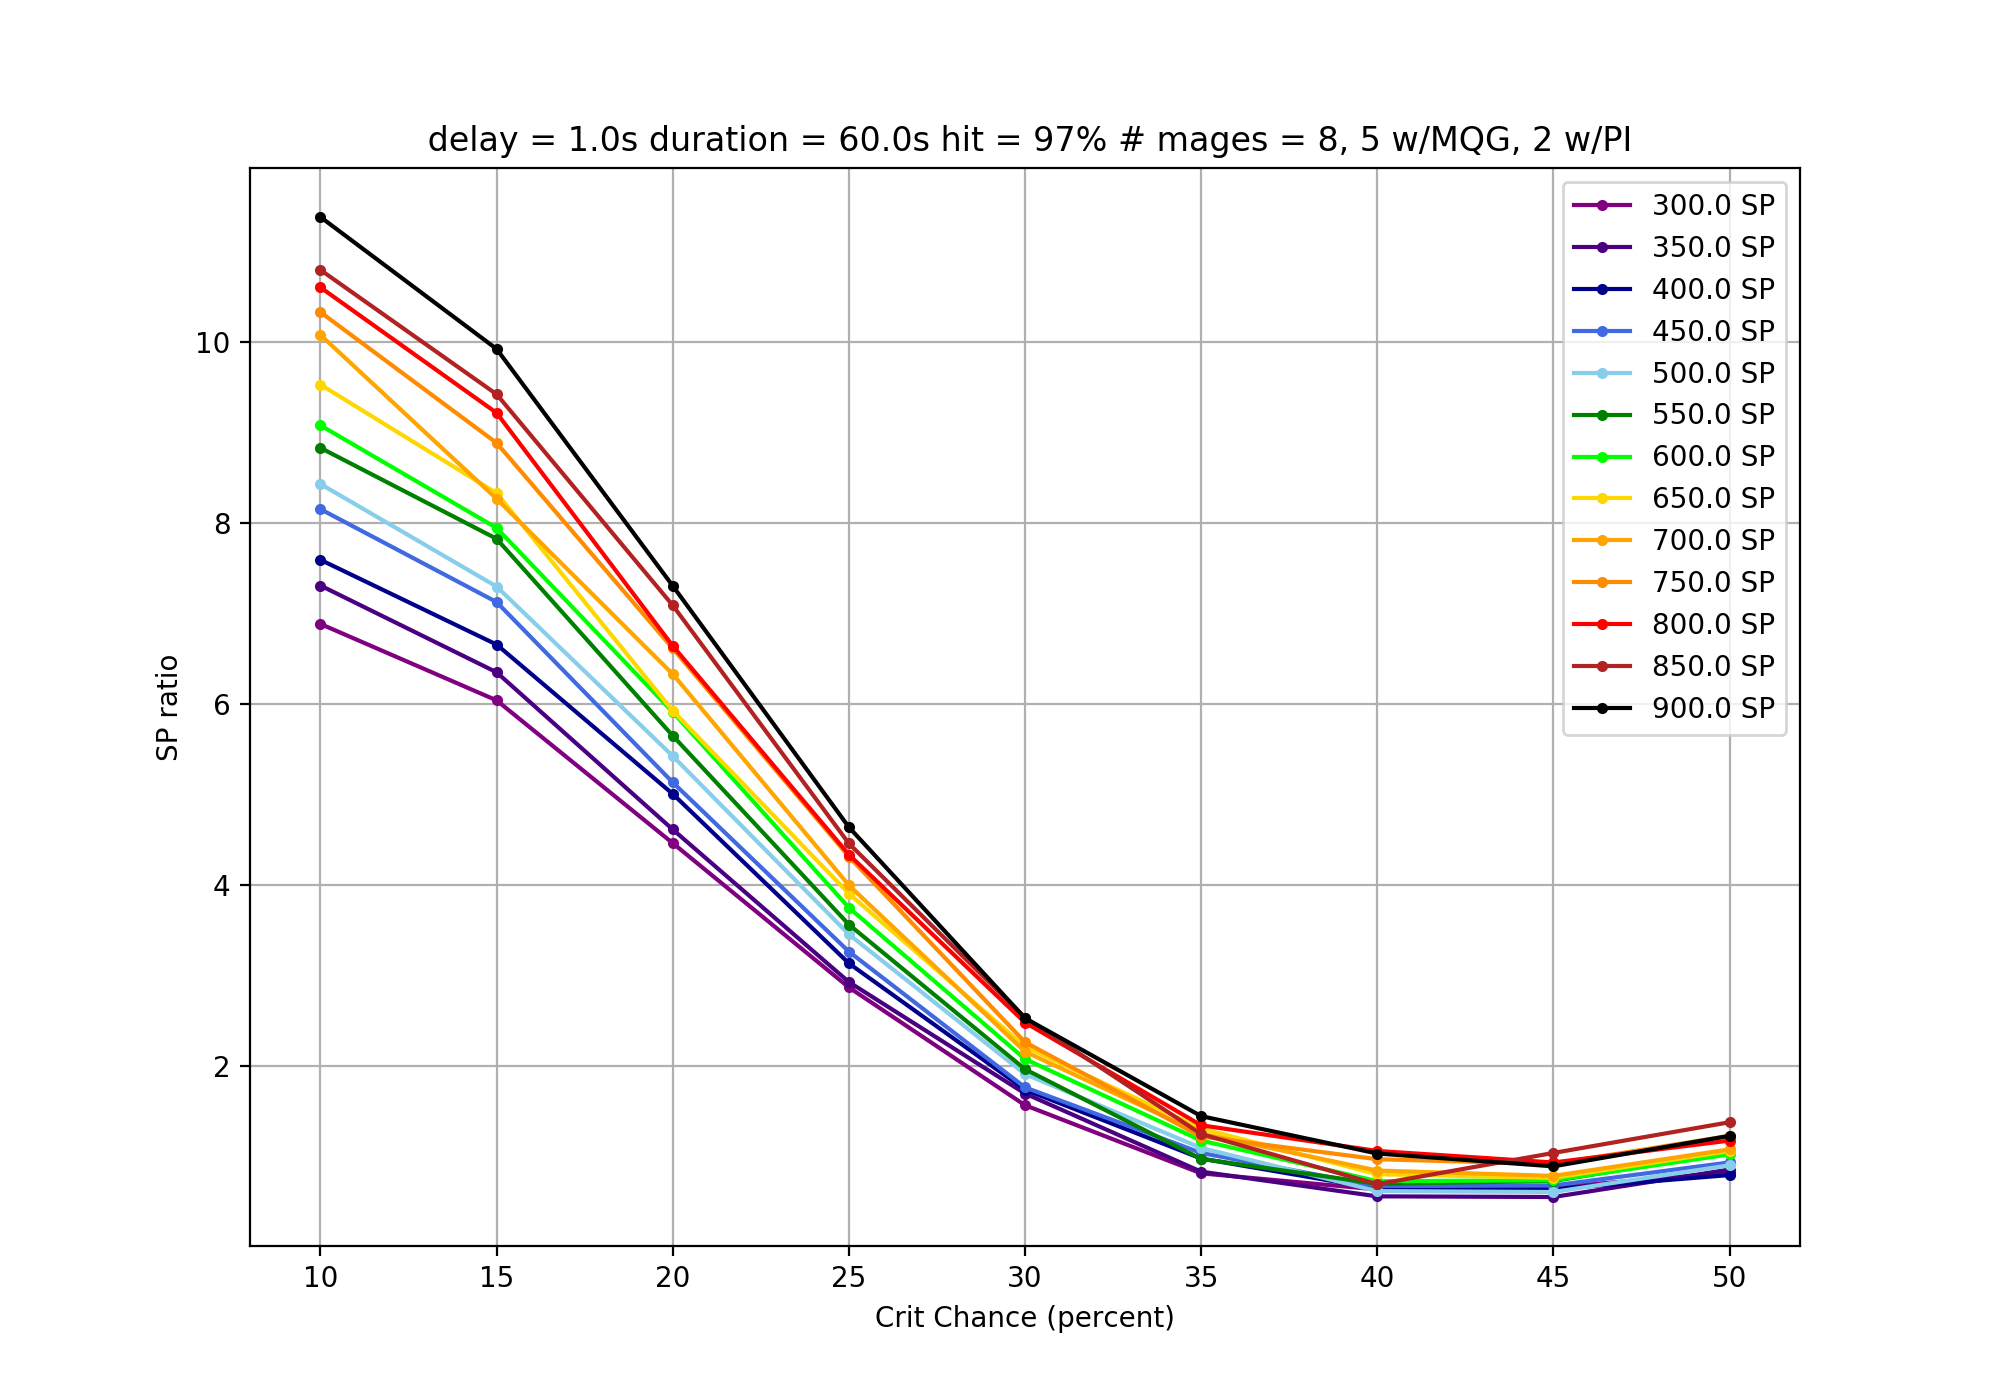 delay = 1.0s duration = 60.0s hit = 97% # mages = 8, 5 w/MQG, 2 w/PI
300.0 SP
350.0 SP
400.0 SP
450.0 SP
500.0 SP
550.0 SP
600.0 SP
650.0 SP
700.0 SP
750.0 SP
800.0 SP
850.0 SP
900.0 SP
SP ratio
10
8
6
4
2
10 15 20 25 30 35 40 45 50
Crit Chance (percent)